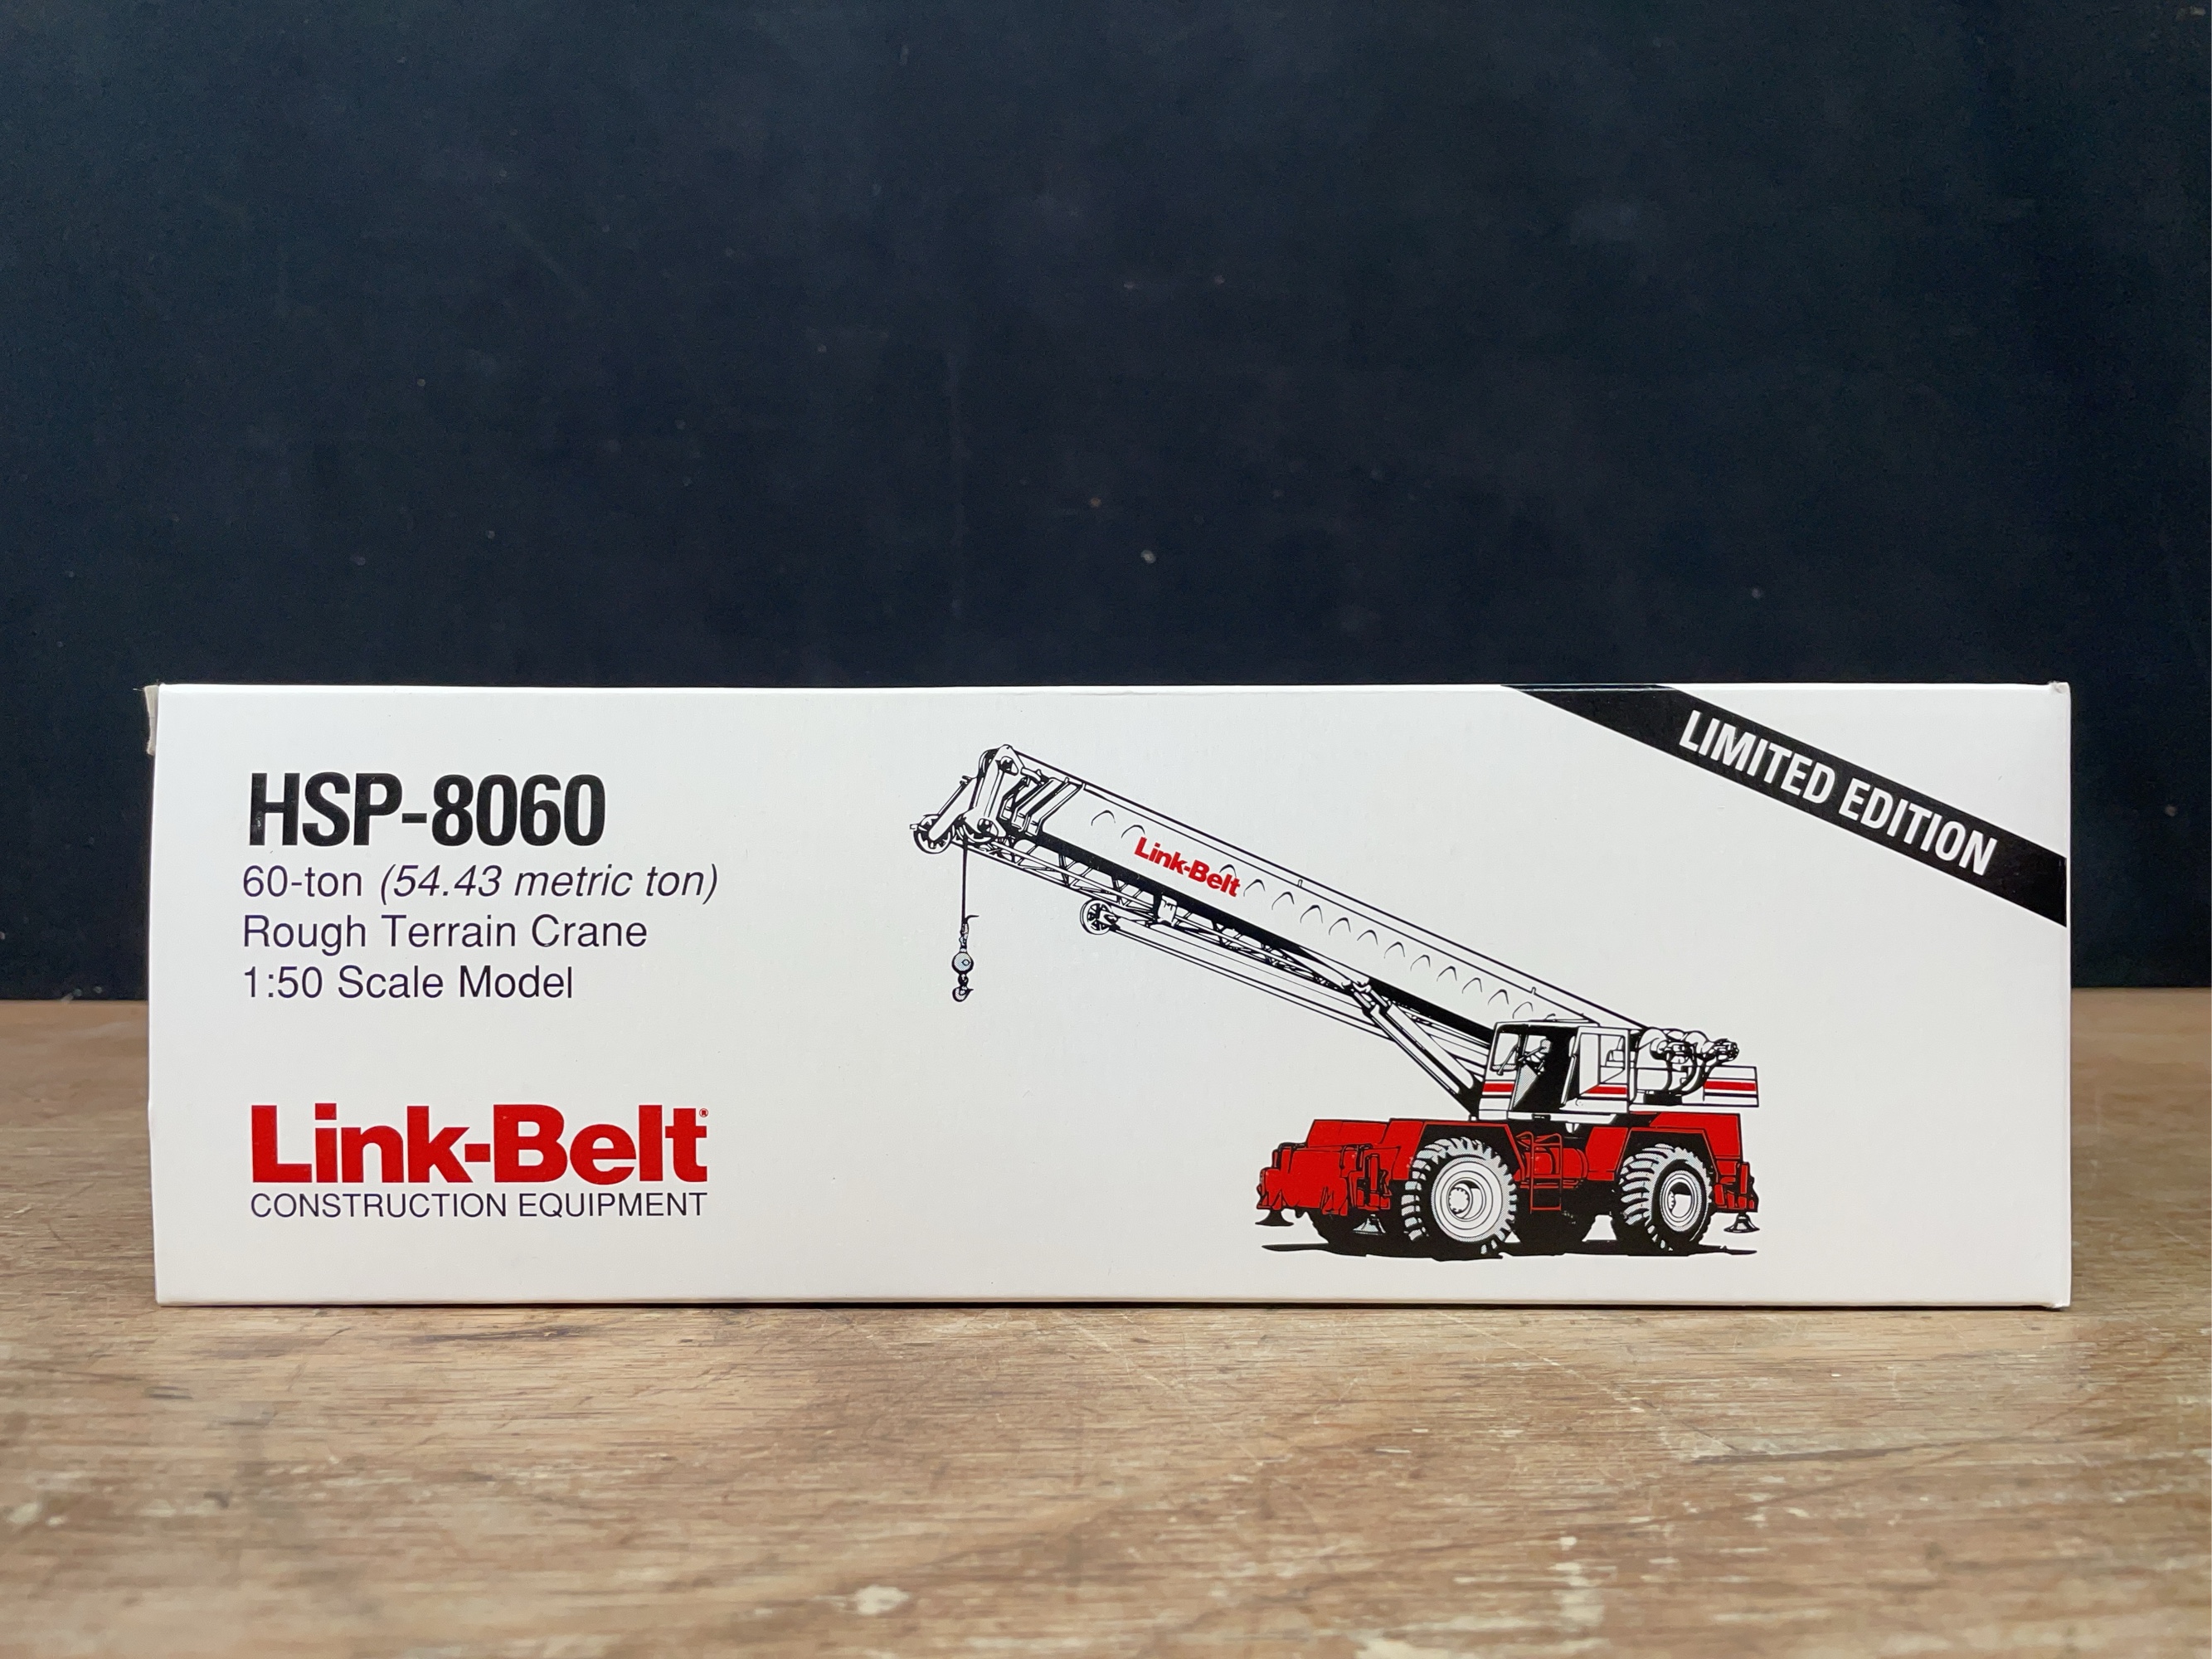 HSP-8060
60-ton (54.43 metric ton)
Rough Terrain Crane
1:50 Scale Model
Link-Belt®
CONSTRUCTION EQUIPMENT
Link-Belt
LIMITED EDITION